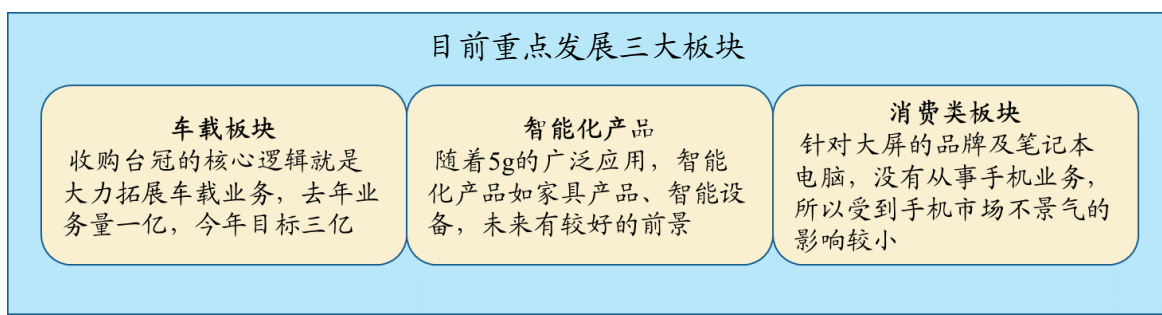 目前重点发展三大板块
车载板块
收购台冠的核心逻辑就是
大力拓展车载业务，去年业
务量一亿，今年目标三亿
智能化产品
随着5g的广泛应用，智能
化产品如家具产品、智能设
备，未来有较好的前景
消费类板块
针对大屏的品牌及笔记本
电脑，没有从事手机业务，
所以受到手机市场不景气的
影响较小